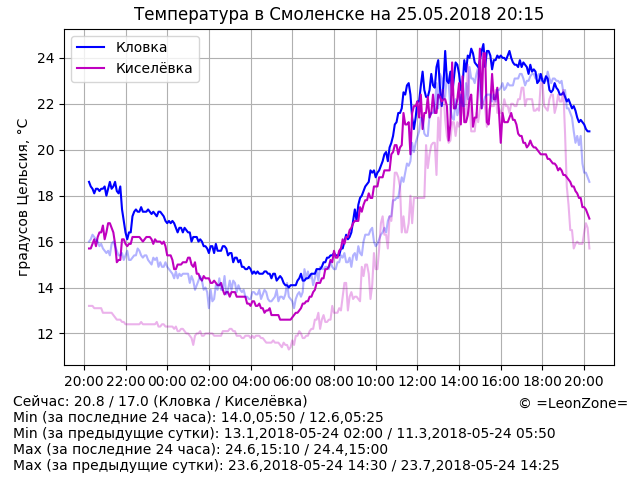 Температура в Смоленске на 25.05.2018 20:15
Кловка
Киселёвка
градусов Цельсия, °C
24
22
20
18
16
14
12
20:00 22:00 00:00 02:00 04:00 06:00 08:00 10:00 12:00 14:00 16:00 18:00 20:00
Сейчас: 20.8 / 17.0 (Кловка / Киселёвка)
© =LeonZone=
Min (за последние 24 часа): 14.0,05:50 / 12.6,05:25
Min (за предыдущие сутки): 13.1,2018-05-24 02:00 / 11.3,2018-05-24 05:50
Max (за последние 24 часа): 24.6,15:10 / 24.4,15:00
Max (за предыдущие сутки): 23.6,2018-05-24 14:30 / 23.7,2018-05-24 14:25